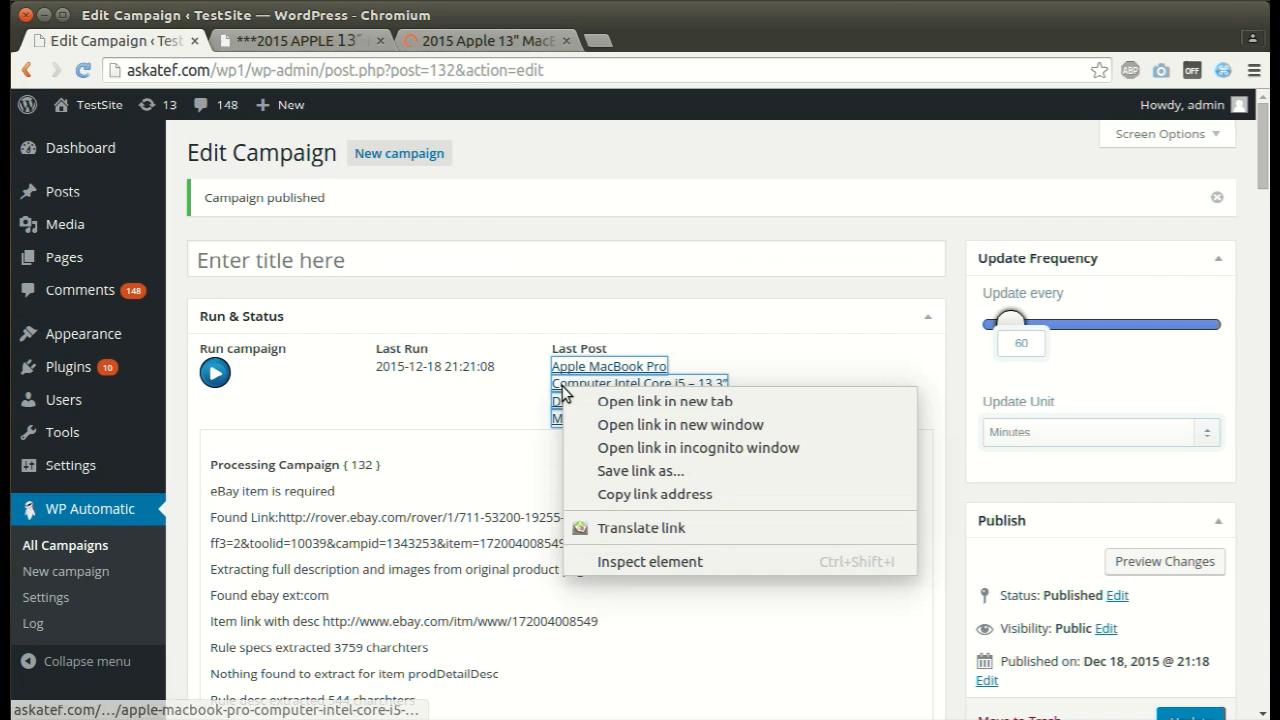 Edit Campaign ‹ TestSite — WordPress - Chromium
Edit Campaign ‹ Test
***2015 APPLE 13"
2015 Apple 13" MacB
askatef.com/wp1/wp-admin/post.php?post=132&action=edit
ABP
OFF
TestSite
13
148
New
Howdy, admin
Screen Options
Dashboard
Posts
Media
Pages
Comments 148
Appearance
Plugins 10
Users
Tools
Settings
WP Automatic
All Campaigns
New campaign
Settings
Log
Collapse menu
Edit Campaign
New campaign
Campaign published
Enter title here
Run & Status
Run campaign
Last Run
2015-12-18 21:21:08
Last Post
Apple MacBook Pro
Computer Intel Core i5 – 13.3"
D
M
Open link in new tab
Open link in new window
Open link in incognito window
Save link as...
Copy link address
Translate link
Inspect element Ctrl+Shift+I
Processing Campaign { 132 }
eBay item is required
Found Link:http://rover.ebay.com/rover/1/711-53200-19255-
ff3=2&toolid=10039&campid=1343253&item=172004008549
Extracting full description and images from original product
Found ebay ext:com
Item link with desc http://www.ebay.com/itm/www/172004008549
Rule specs extracted 3759 charchters
Nothing found to extract for item prodDetailDesc
Rule desc extracted 544 charchters
Update Frequency
Update every
60
Update Unit
Minutes
Publish
Preview Changes
Status: Published Edit
Visibility: Public Edit
Published on: Dec 18, 2015 @ 21:18
Edit
Move to Trash
Update
askatef.com/…/apple-macbook-pro-computer-intel-core-i5-…